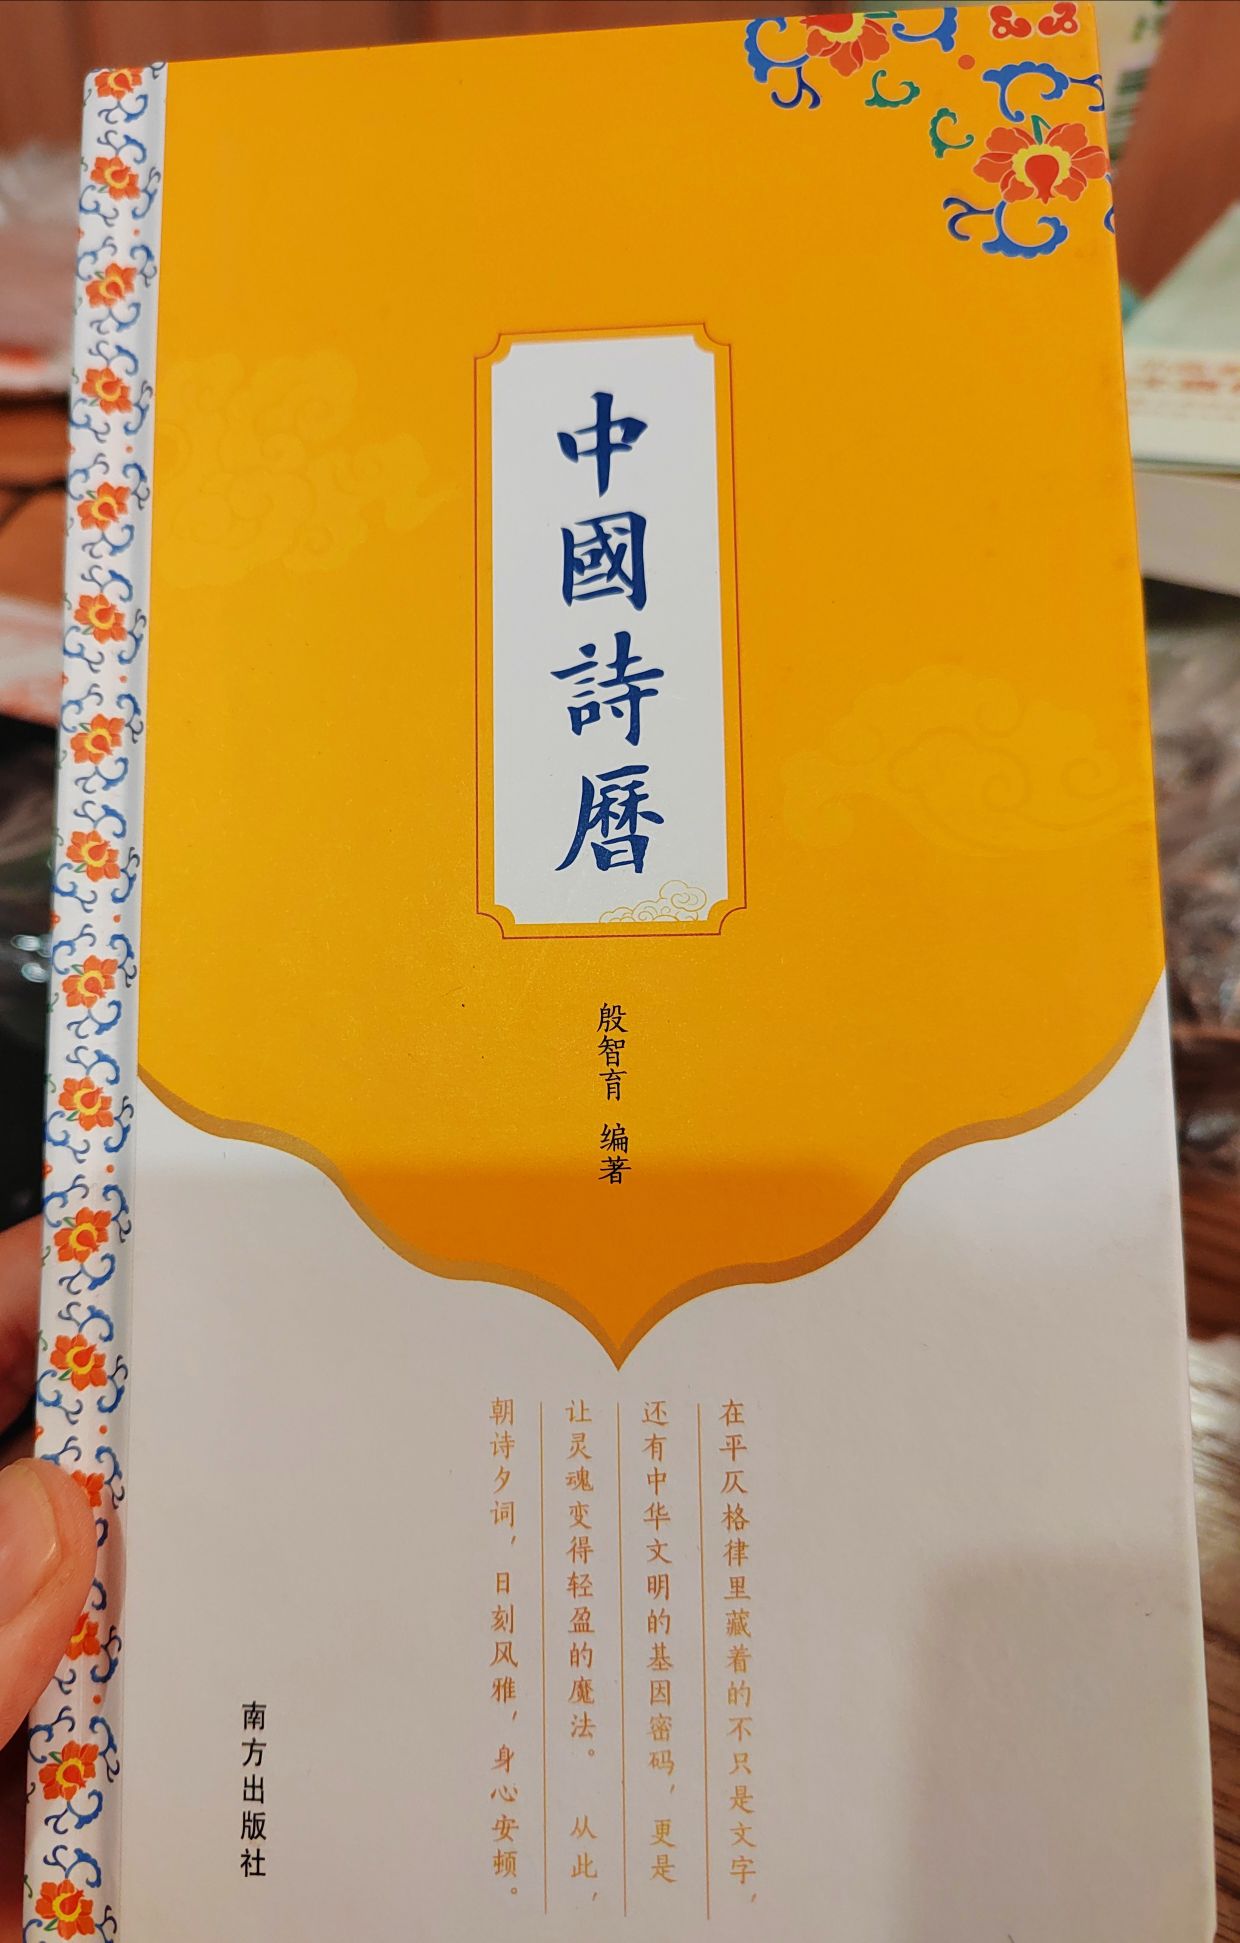 中國詩曆
殷智育 编著
在平仄格律里藏着的不只是文字，
还有中华文明的基因密码，更是
让灵魂变得轻盈的魔法。 从此，
朝诗夕词，日刻风雅，身心安顿。
南方出版社